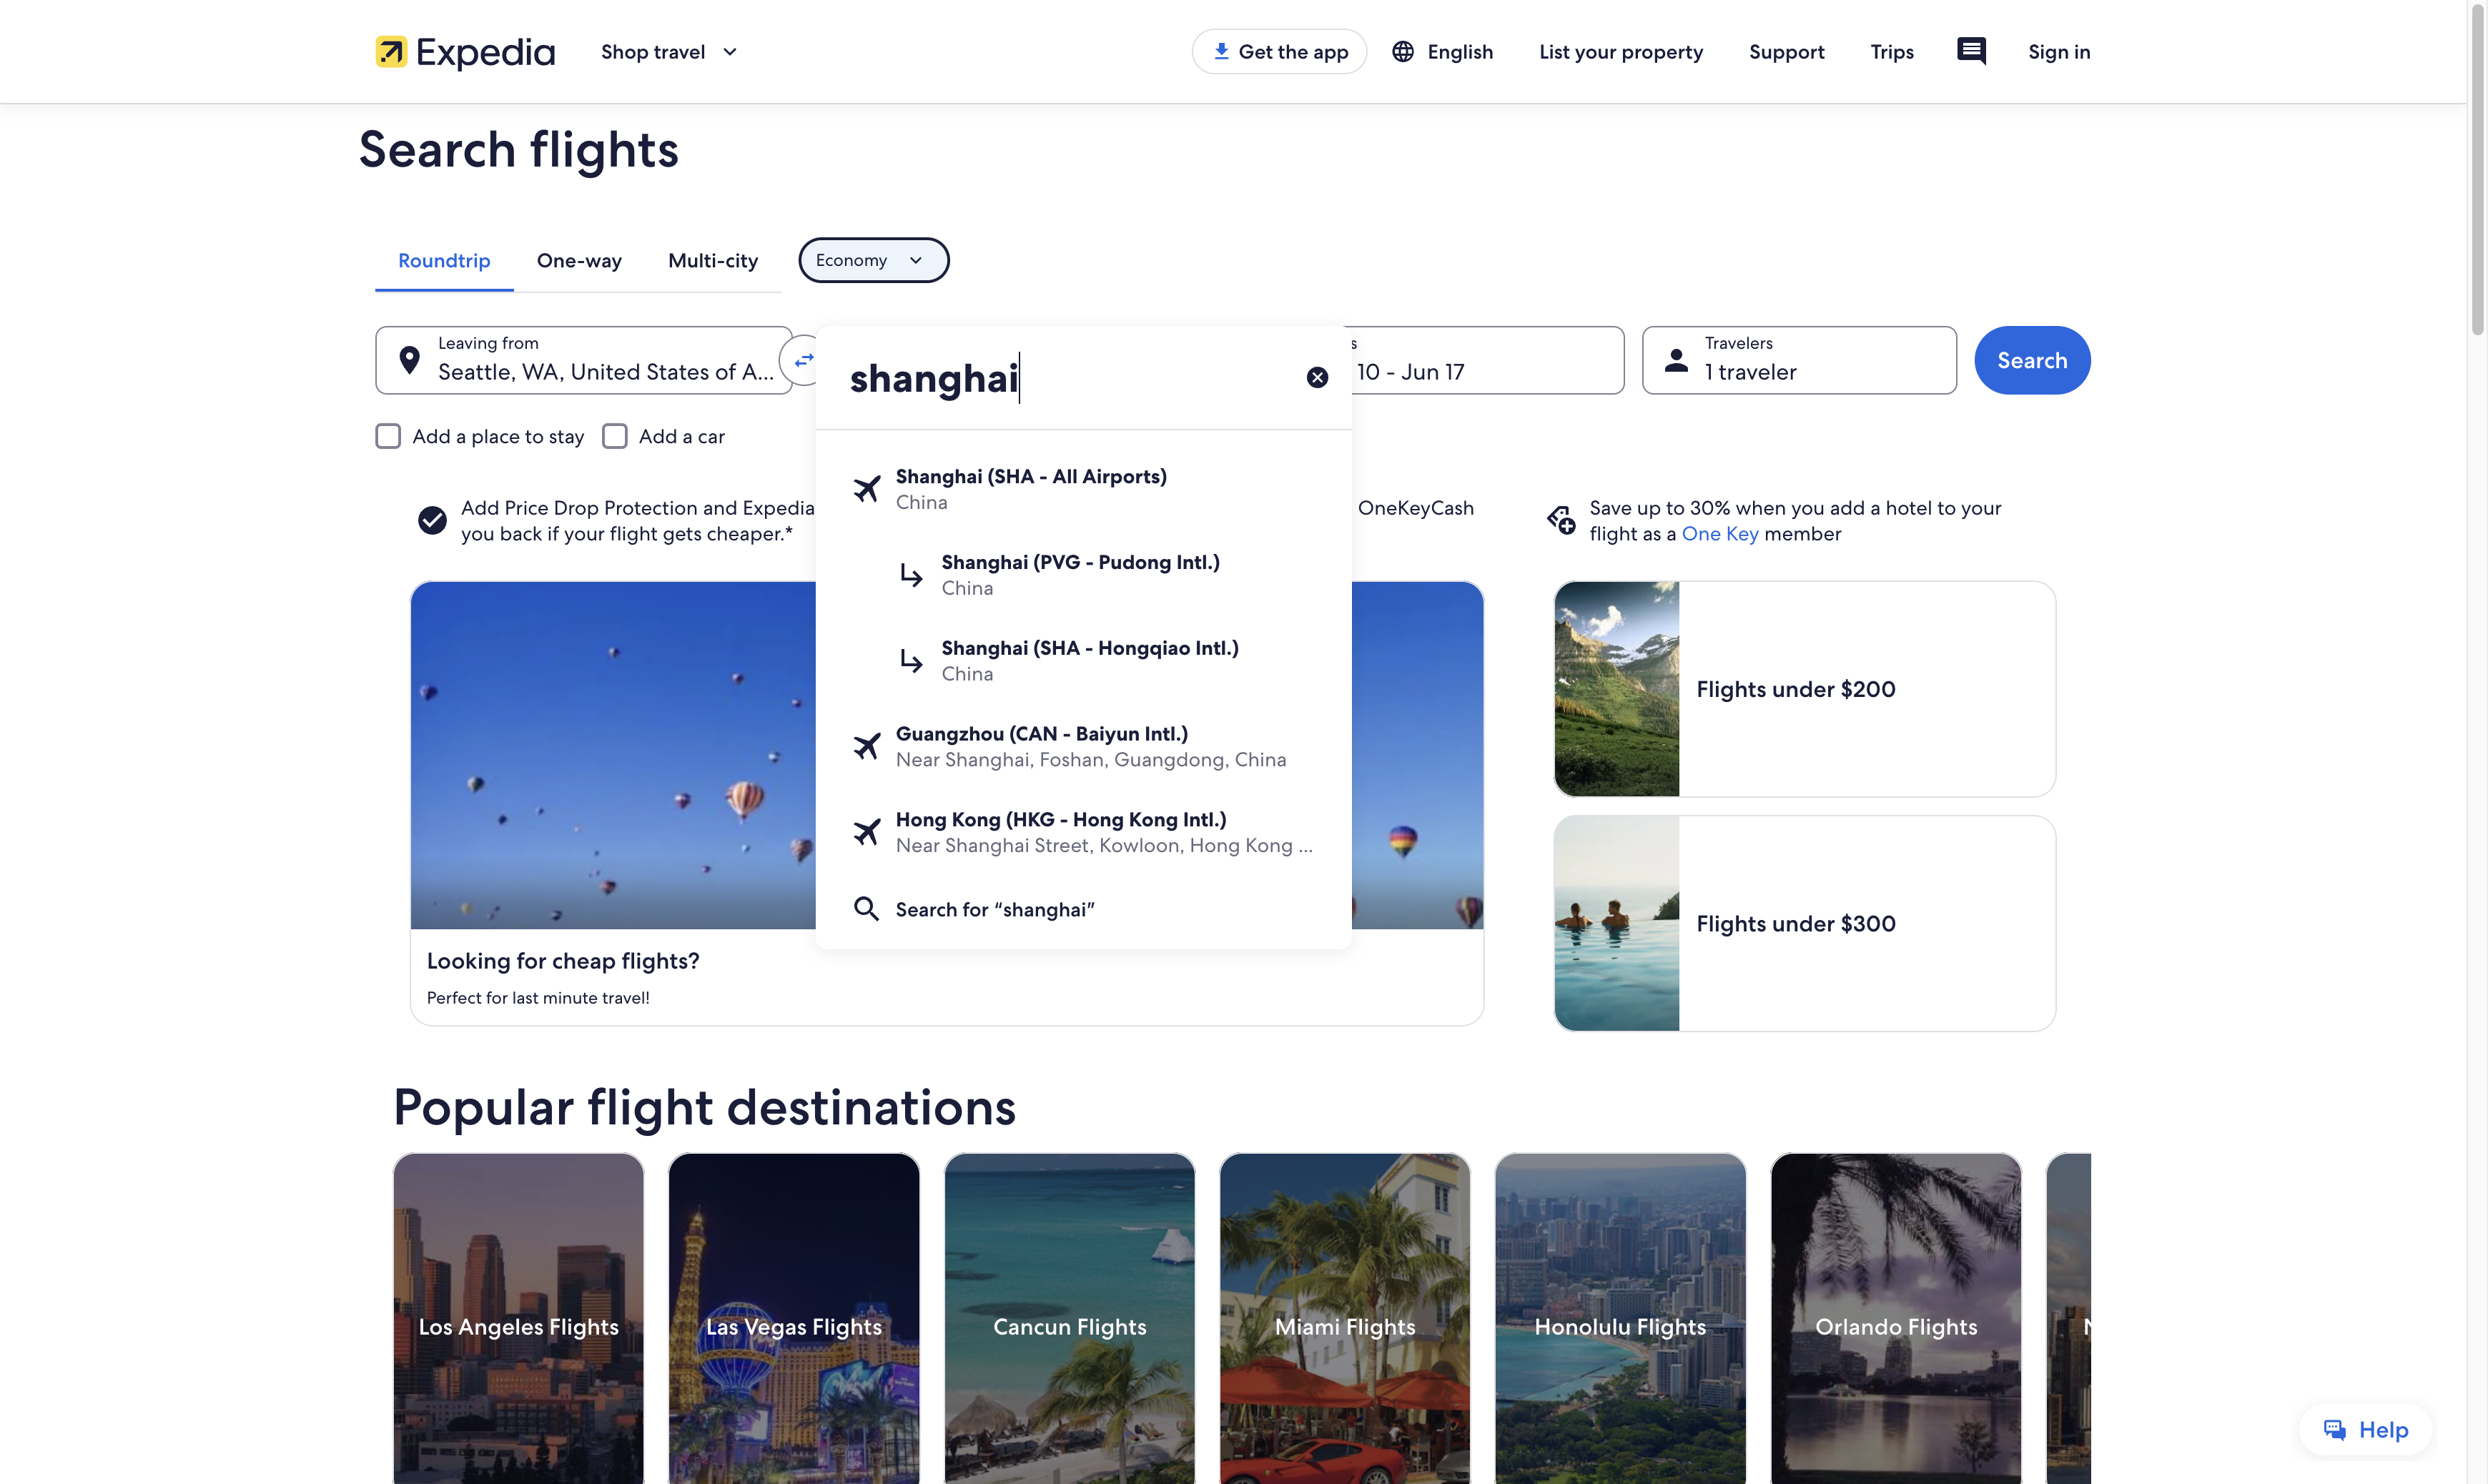 Expedia
Shop travel
Get the app
English
List your property
Support
Trips
Sign in
Search flights
Roundtrip
One-way
Multi-city
Economy
Leaving from
Seattle, WA, United States of A...
shanghai
s
10 - Jun 17
Travelers
1 traveler
Search
Add a place to stay
Add a car
Shanghai (SHA - All Airports)
China
Shanghai (PVG - Pudong Intl.)
China
Shanghai (SHA - Hongqiao Intl.)
China
Guangzhou (CAN - Baiyun Intl.)
Near Shanghai, Foshan, Guangdong, China
Hong Kong (HKG - Hong Kong Intl.)
Near Shanghai Street, Kowloon, Hong Kong ...
Search for “shanghai”
Add Price Drop Protection and Expedia
you back if your flight gets cheaper.*
OneKeyCash
Save up to 30% when you add a hotel to your
flight as a One Key member
Looking for cheap flights?
Perfect for last minute travel!
Flights under $200
Flights under $300
Popular flight destinations
Los Angeles Flights
Las Vegas Flights
Cancun Flights
Miami Flights
Honolulu Flights
Orlando Flights
Help